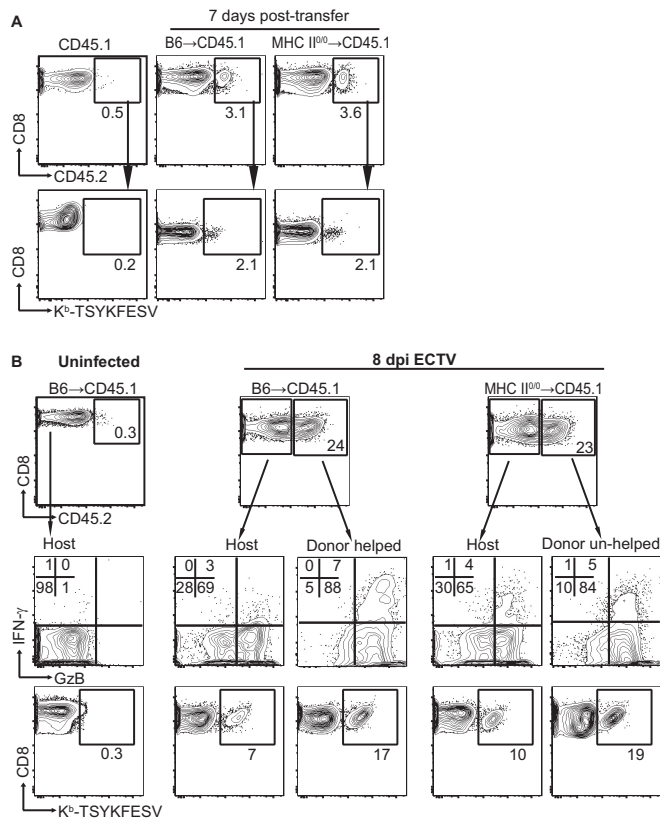 A
7 days post-transfer
CD45.1
B6→CD45.1
MHC II⁰/⁰→CD45.1
0.5
3.1
3.6
CD8
CD45.2
0.2
2.1
2.1
CD8
Kᵇ-TSYKFESV
B
Uninfected
8 dpi ECTV
B6→CD45.1
B6→CD45.1
MHC II⁰/⁰→CD45.1
0.3
24
23
CD8
CD45.2
Host
Host
Donor helped
Host
Donor un-helped
1 0
0 3
0 7
1 4
1 5
98 1
28 69
5 88
30 65
10 84
IFN-γ
GzB
0.3
7
17
10
19
CD8
Kᵇ-TSYKFESV